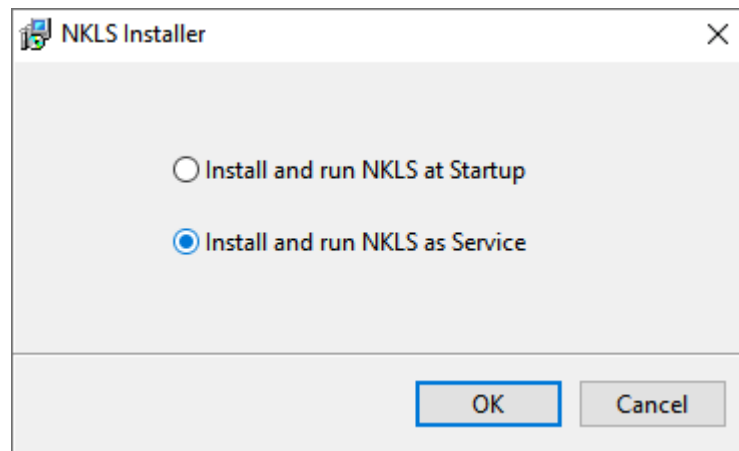 NKLS Installer
Install and run NKLS at Startup
Install and run NKLS as Service
OK
Cancel